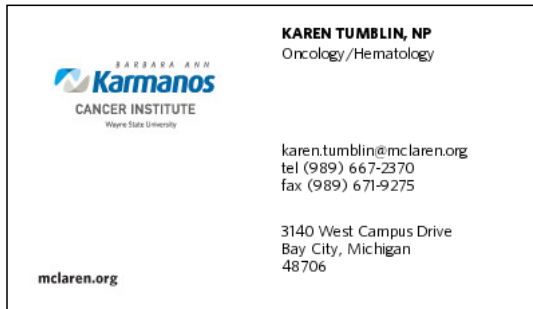 BARBARA ANN
Karmanos
CANCER INSTITUTE
Wayne State University
mclaren.org
KAREN TUMBLIN, NP
Oncology/Hematology
karen.tumblin@mclaren.org
tel (989) 667-2370
fax (989) 671-9275
3140 West Campus Drive
Bay City, Michigan
48706